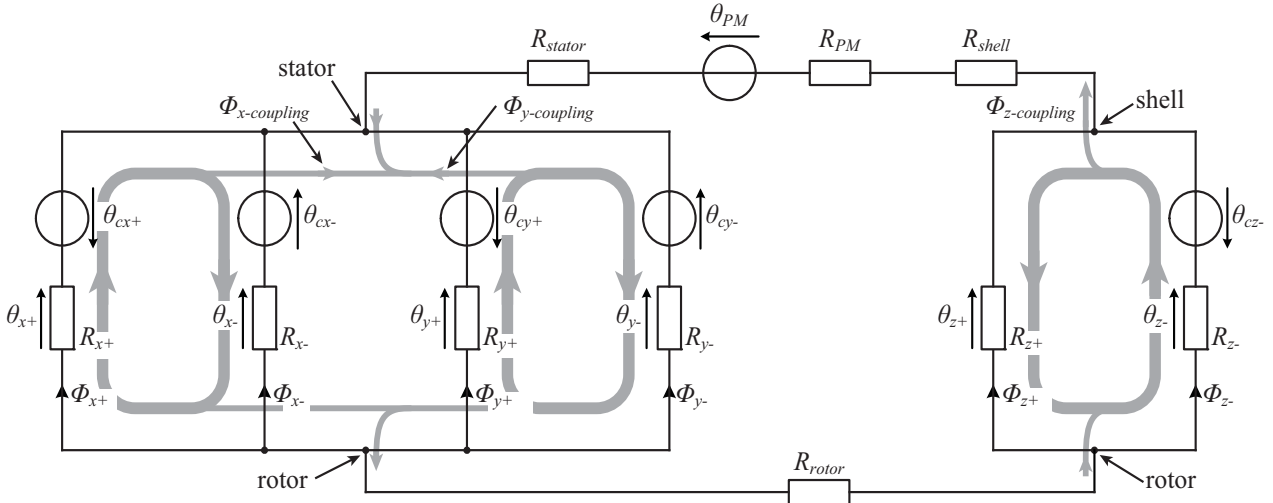 θPM
Rstator
RPM
Rshell
stator
shell
Φx-coupling
Φy-coupling
Φz-coupling
θcx+
θcx-
θcy+
θcy-
θcz-
θx+
Rx+
θx-
Rx-
θy+
Ry+
θy-
Ry-
θz+
Rz+
θz-
Rz-
Φx+
Φx-
Φy+
Φy-
Φz+
Φz-
rotor
Rrotor
rotor